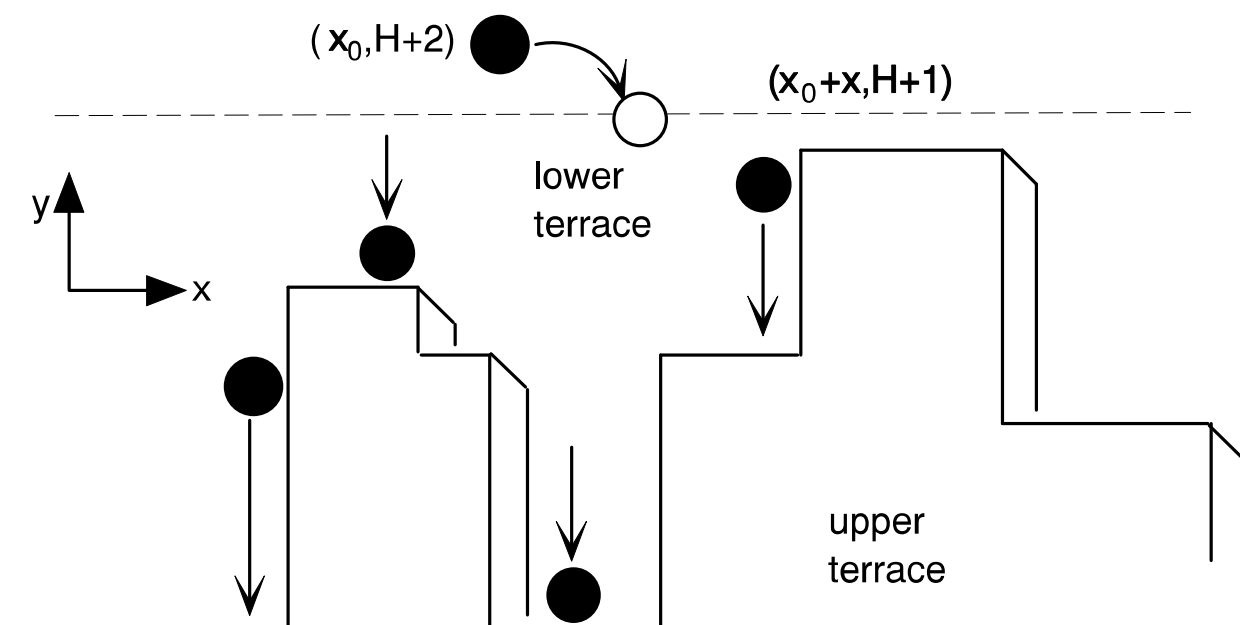 (x₀,H+2)
(x₀+x,H+1)
lower
terrace
y
x
upper
terrace